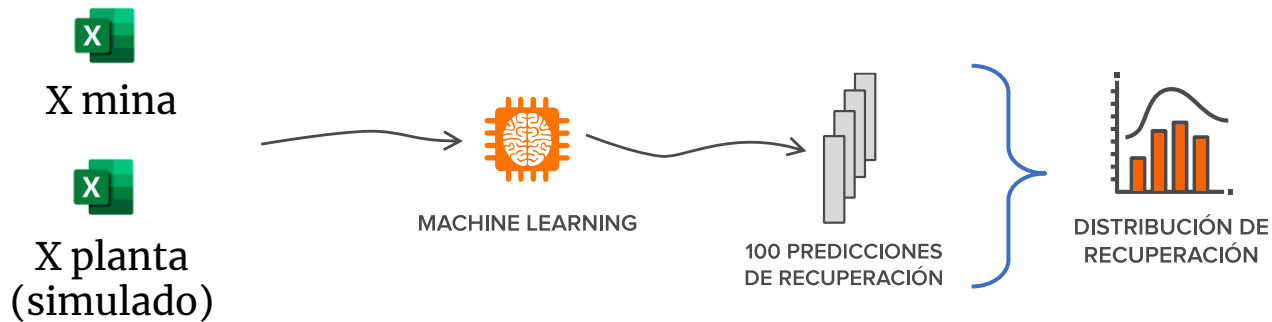 X
X mina
X
X planta
(simulado)
MACHINE LEARNING
100 PREDICCIONES
DE RECUPERACIÓN
DISTRIBUCIÓN DE
RECUPERACIÓN